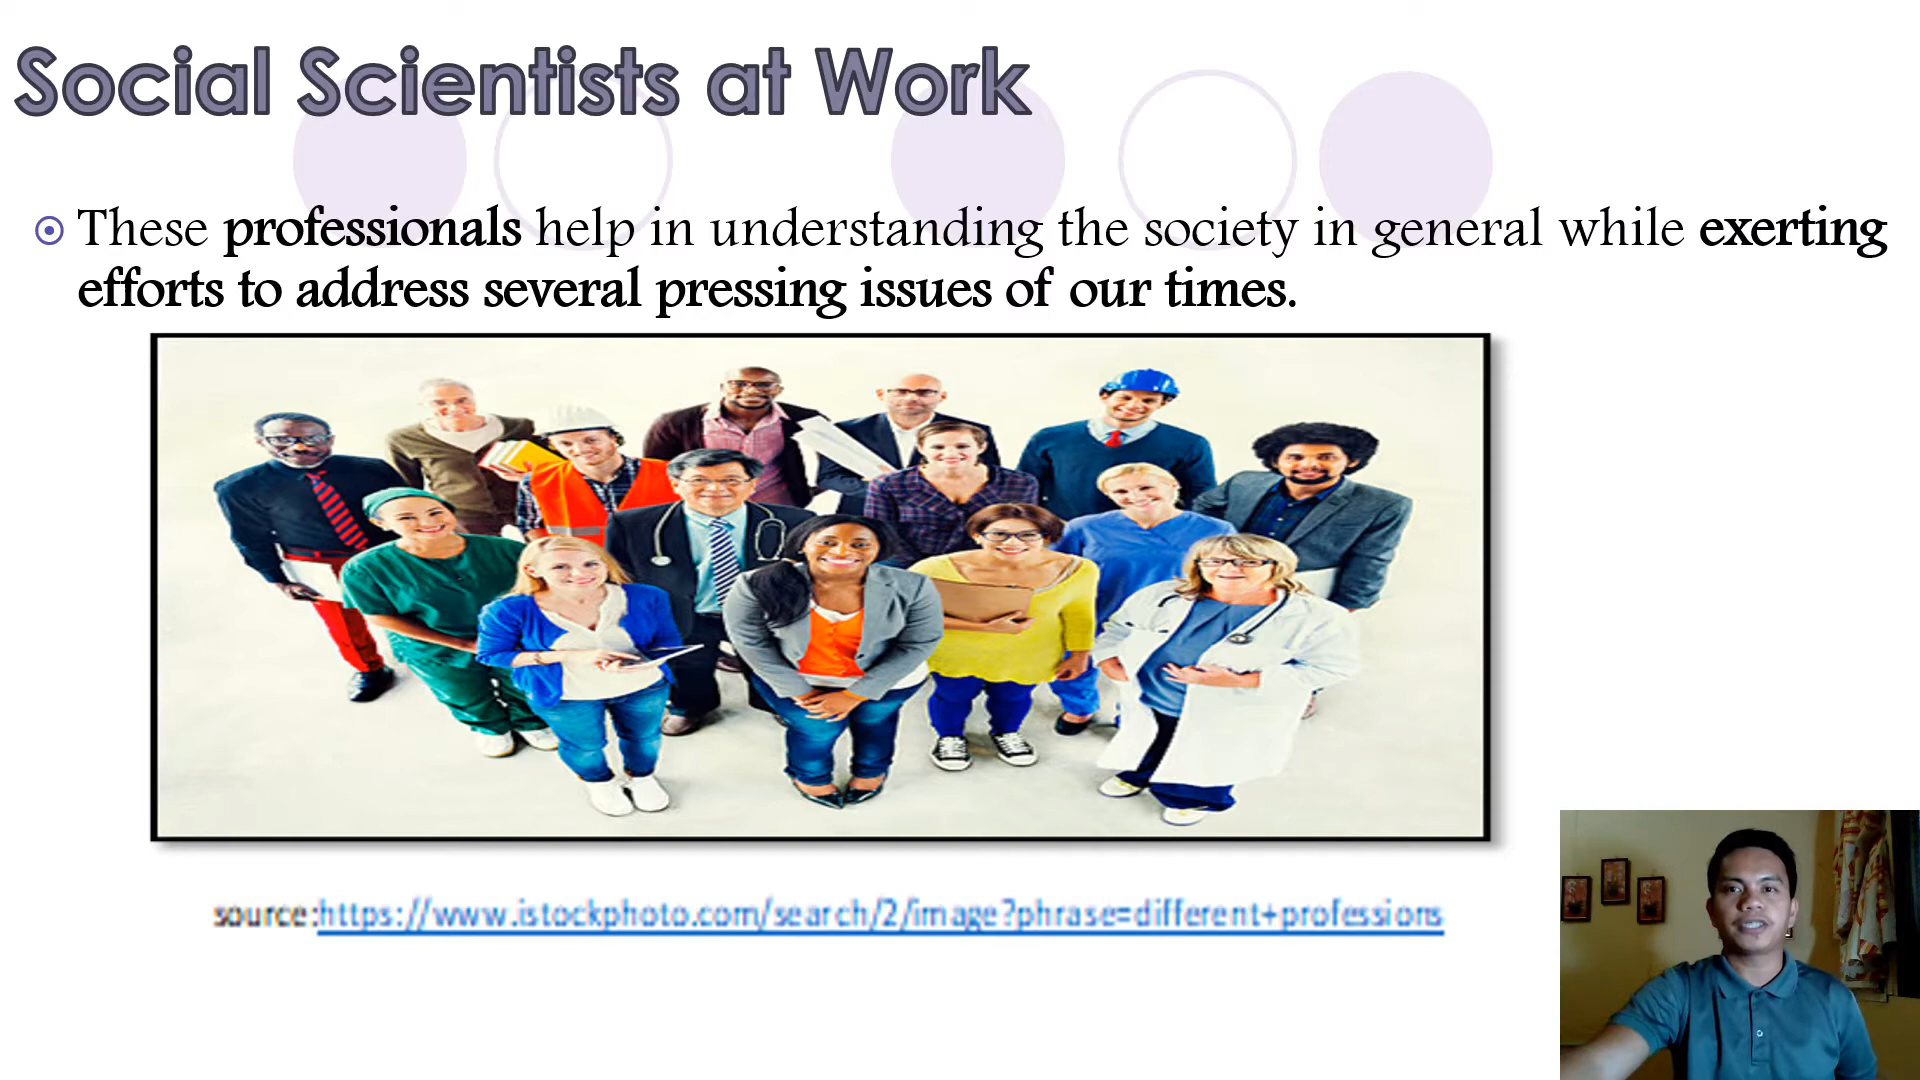 Social Scientists at Work
These professionals help in understanding the society in general while exerting
efforts to address several pressing issues of our times.
source:https://www.istockphoto.com/search/2/image?phrase=different+professions